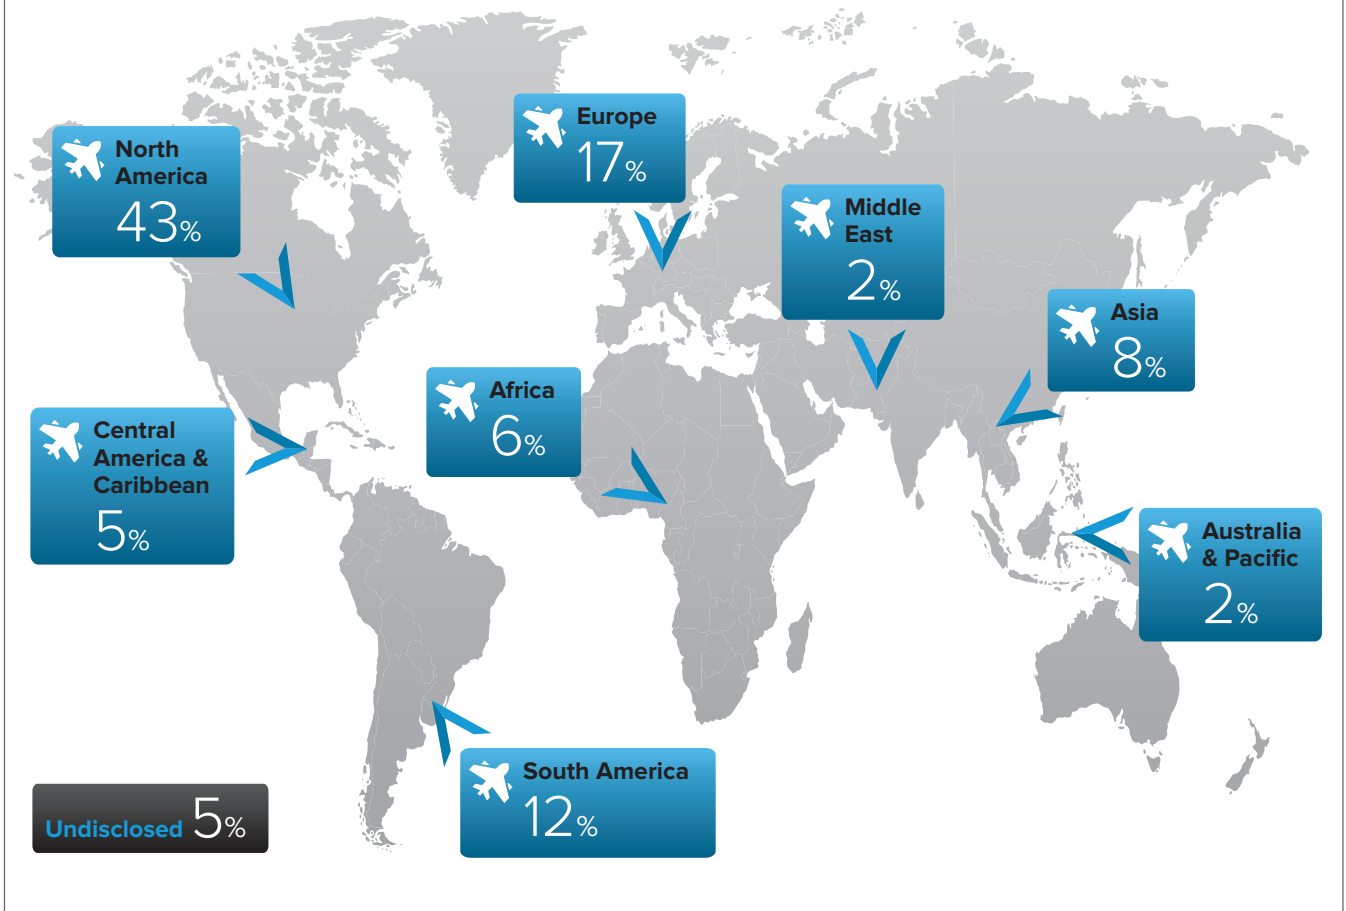 North
America
43%
Europe
17%
Middle
East
2%
Asia
8%
Africa
6%
Central
America &
Caribbean
5%
Australia
& Pacific
2%
South America
12%
Undisclosed 5%